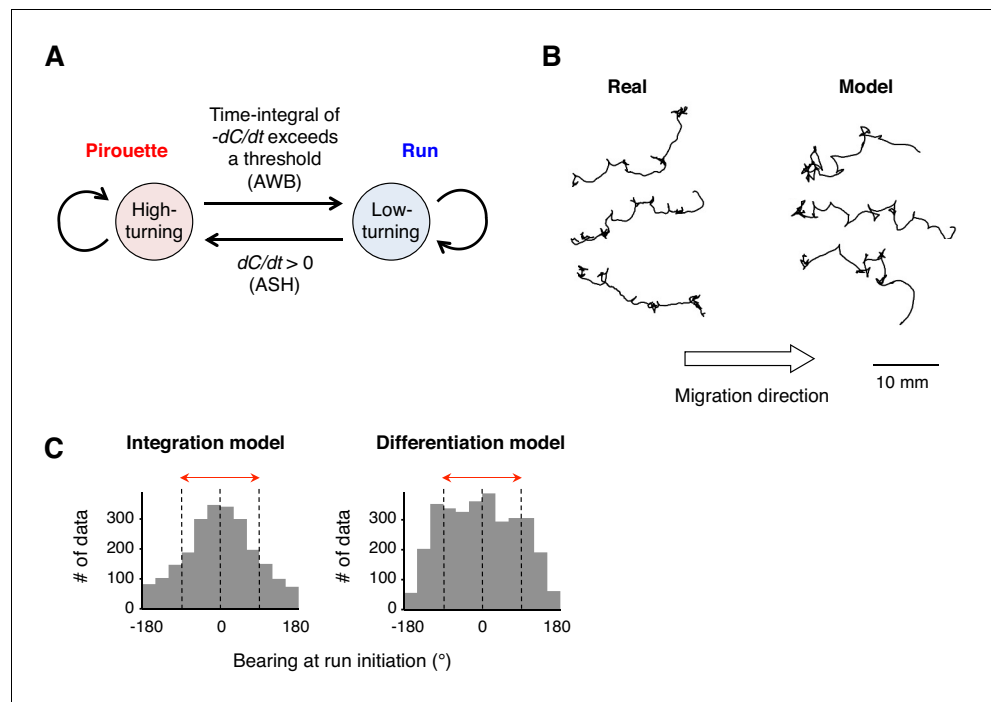 A
Time-integral of
-dC/dt exceeds
a threshold
(AWB)
Pirouette
Run
High-
turning
Low-
turning
dC/dt > 0
(ASH)
B
Real
Model
Migration direction
10 mm
C
Integration model
Differentiation model
# of data
300
200
100
0
-180
0
180
# of data
300
200
100
0
-180
0
180
Bearing at run initiation (°)